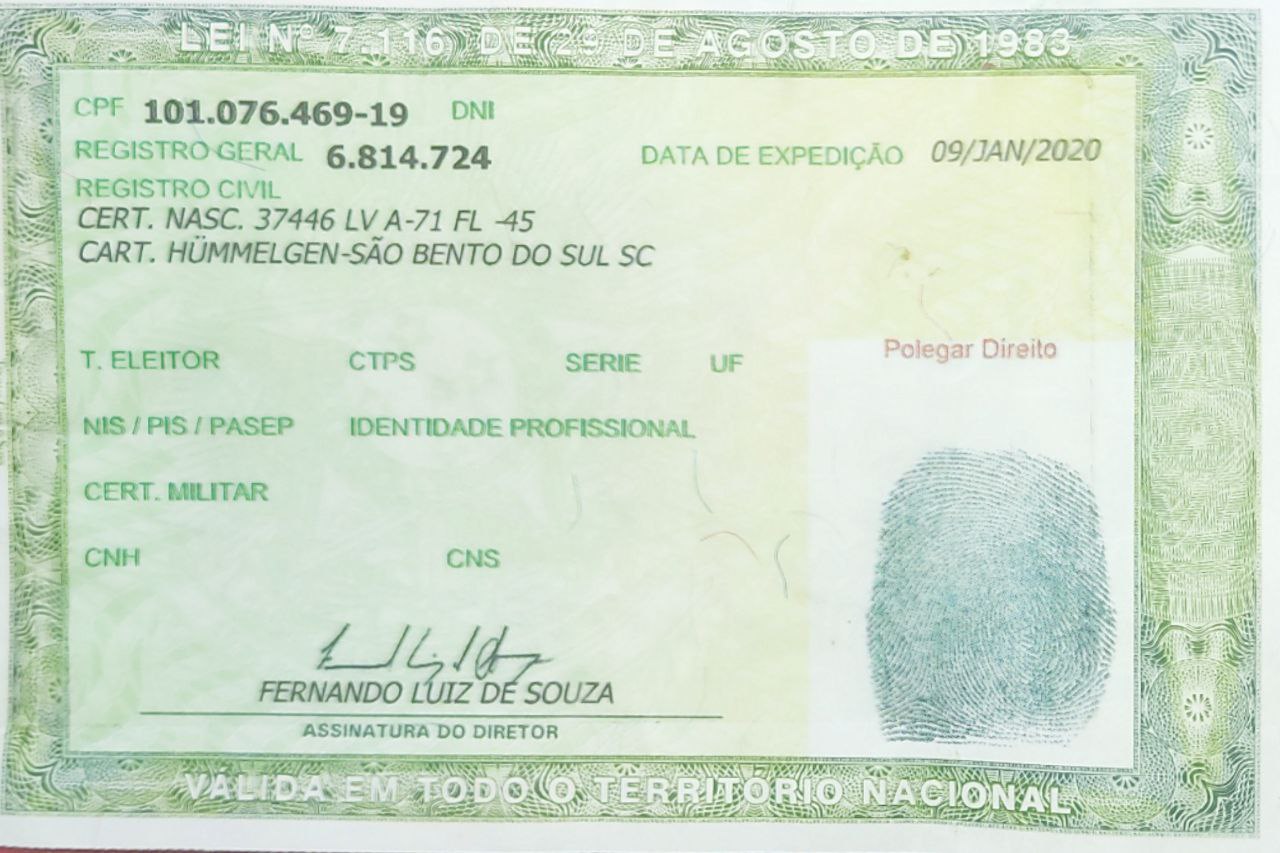 LEI Nº 7.116, DE 29 DE AGOSTO DE 1983
CPF 101.076.469-19 DNI
REGISTRO GERAL 6.814.724 DATA DE EXPEDIÇÃO 09/JAN/2020
REGISTRO CIVIL
CERT. NASC. 37446 LV A-71 FL -45
CART. HÜMMELGEN-SÃO BENTO DO SUL SC
Polegar Direito
T. ELEITOR CTPS SERIE UF
NIS / PIS / PASEP IDENTIDADE PROFISSIONAL
CERT. MILITAR
CNH CNS
FERNANDO LUIZ DE SOUZA
ASSINATURA DO DIRETOR
VÁLIDA EM TODO O TERRITÓRIO NACIONAL